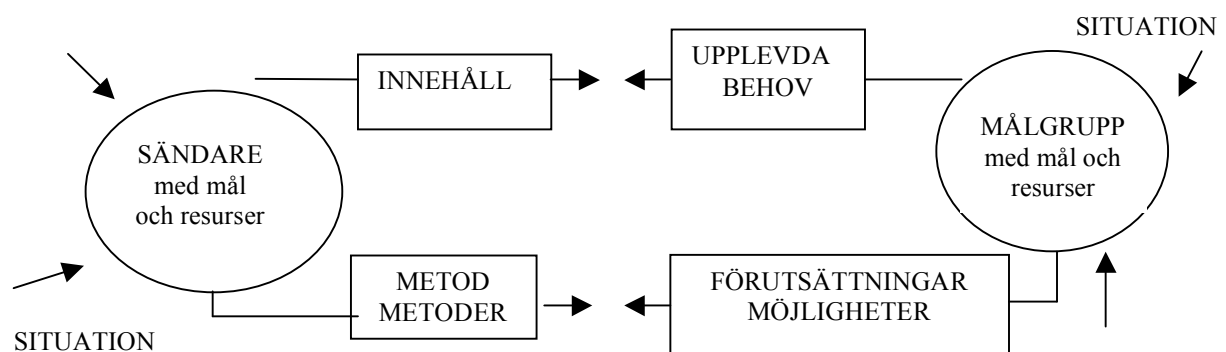 SITUATION
INNEHÅLL
UPPLEVDA
BEHOV
SÄNDARE
med mål
och resurser
MÅLGRUPP
med mål och
resurser
METOD
METODER
FÖRUTSÄTTNINGAR
MÖJLIGHETER
SITUATION